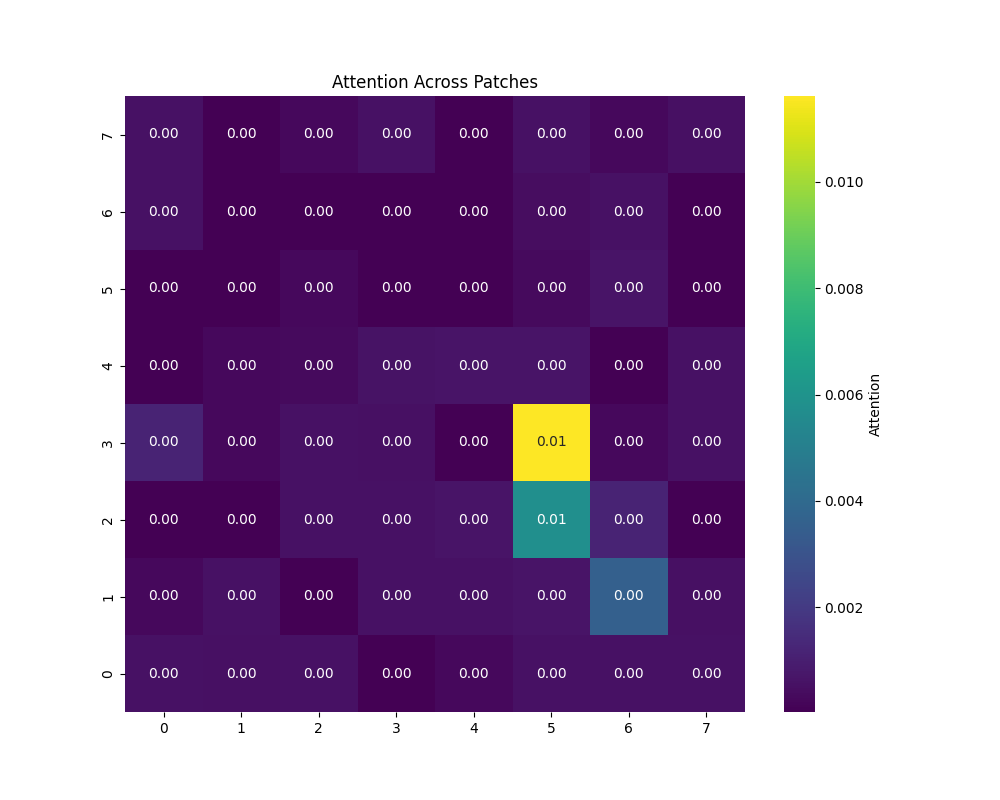 Attention Across Patches
7 0.00 0.00 0.00 0.00 0.00 0.00 0.00 0.00
6 0.00 0.00 0.00 0.00 0.00 0.00 0.00 0.00
5 0.00 0.00 0.00 0.00 0.00 0.00 0.00 0.00
4 0.00 0.00 0.00 0.00 0.00 0.00 0.00 0.00
3 0.00 0.00 0.00 0.00 0.00 0.01 0.00 0.00
2 0.00 0.00 0.00 0.00 0.00 0.01 0.00 0.00
1 0.00 0.00 0.00 0.00 0.00 0.00 0.00 0.00
0 0.00 0.00 0.00 0.00 0.00 0.00 0.00 0.00
0 1 2 3 4 5 6 7
0.010
0.008
0.006
0.004
0.002
Attention